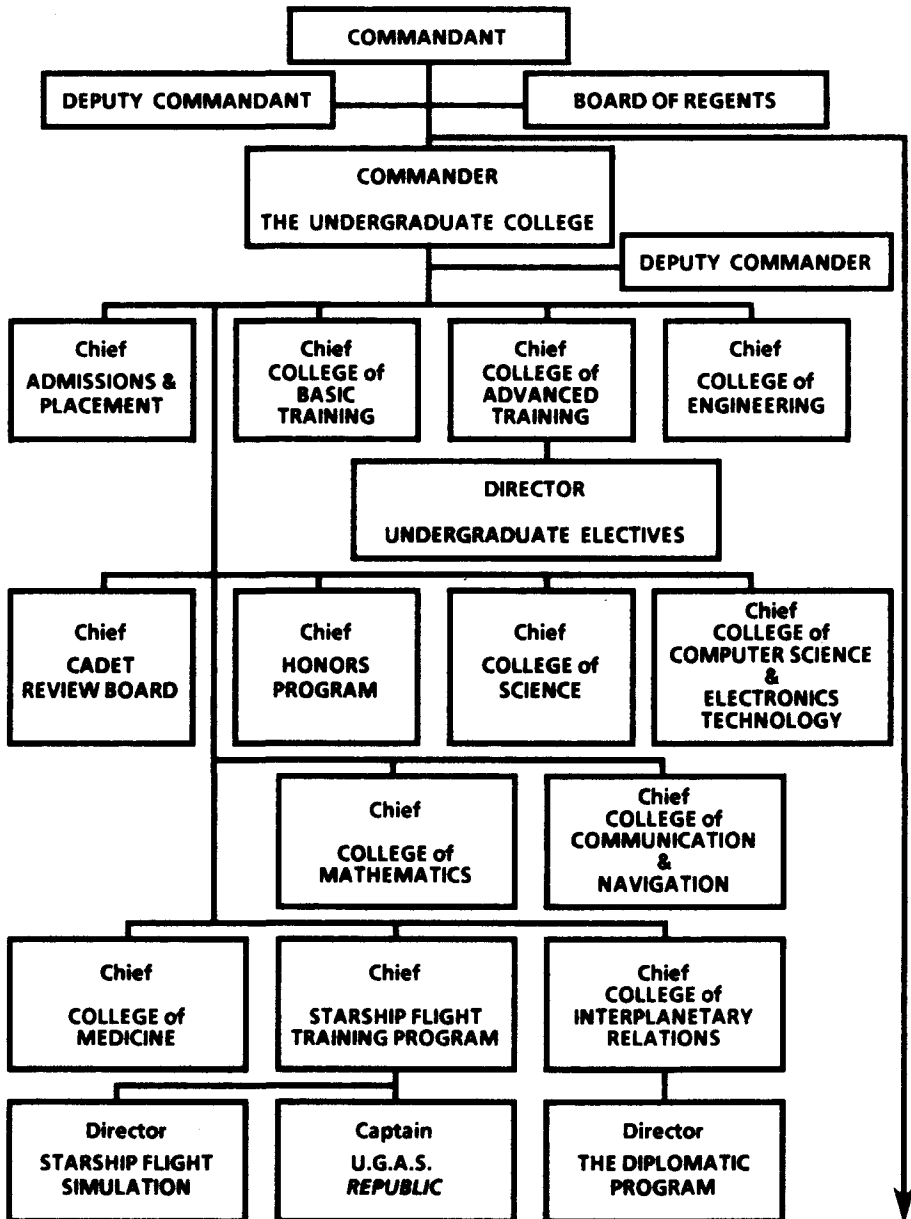 COMMANDANT
DEPUTY COMMANDANT
BOARD OF REGENTS
COMMANDER
THE UNDERGRADUATE COLLEGE
DEPUTY COMMANDER
Chief
ADMISSIONS &
PLACEMENT
Chief
COLLEGE of
BASIC
TRAINING
Chief
COLLEGE of
ADVANCED
TRAINING
Chief
COLLEGE of
ENGINEERING
DIRECTOR
UNDERGRADUATE ELECTIVES
Chief
CADET
REVIEW BOARD
Chief
HONORS
PROGRAM
Chief
COLLEGE of
SCIENCE
Chief
COLLEGE of
COMPUTER SCIENCE
&
ELECTRONICS
TECHNOLOGY
Chief
COLLEGE of
MATHEMATICS
Chief
COLLEGE of
COMMUNICATION
&
NAVIGATION
Chief
COLLEGE of
MEDICINE
Chief
STARSHIP FLIGHT
TRAINING PROGRAM
Chief
COLLEGE of
INTERPLANETARY
RELATIONS
Director
STARSHIP FLIGHT
SIMULATION
Captain
U.G.A.S.
REPUBLIC
Director
THE DIPLOMATIC
PROGRAM